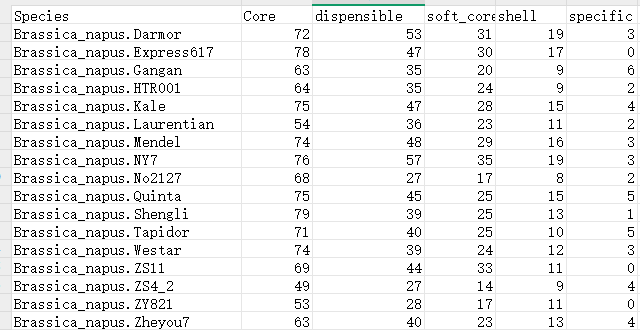 Species Core dispensible soft_core shell specific
Brassica_napus.Darmor 72 53 31 19 3
Brassica_napus.Express617 78 47 30 17 0
Brassica_napus.Gangan 63 35 20 9 6
Brassica_napus.HTR001 64 35 24 9 2
Brassica_napus.Kale 75 47 28 15 4
Brassica_napus.Laurentian 54 36 23 11 2
Brassica_napus.Mendel 74 48 29 16 3
Brassica_napus.NY7 76 57 35 19 3
Brassica_napus.No2127 68 27 17 8 2
Brassica_napus.Quinta 75 45 25 15 5
Brassica_napus.Shengli 79 39 25 13 1
Brassica_napus.Tapidor 71 40 25 10 5
Brassica_napus.Westar 74 39 24 12 3
Brassica_napus.ZS11 69 44 33 11 0
Brassica_napus.ZS4_2 49 27 14 9 4
Brassica_napus.ZY821 53 28 17 11 0
Brassica_napus.Zheyou7 63 40 23 13 4